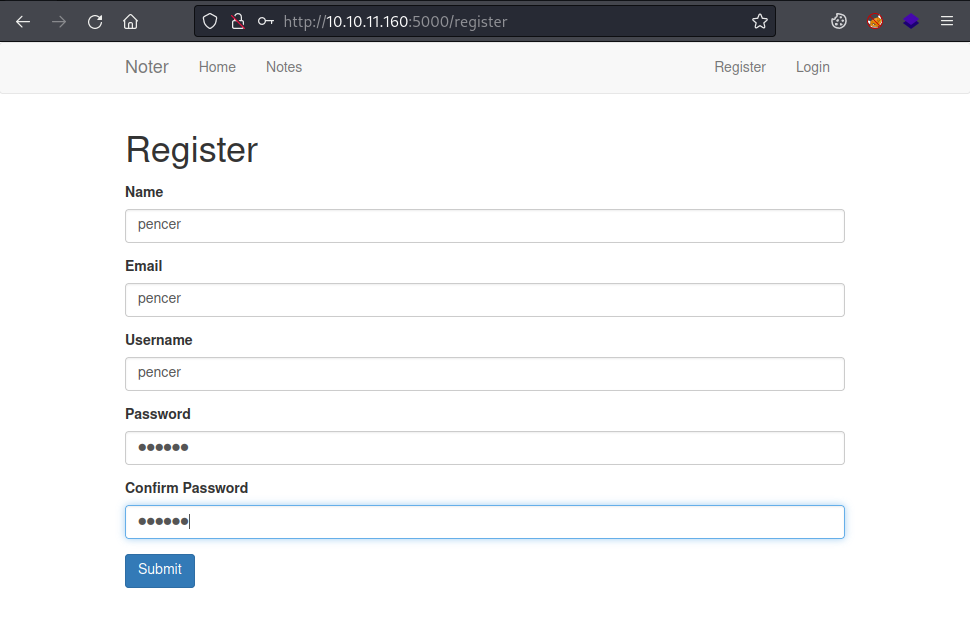 http://10.10.11.160:5000/register
Noter Home Notes Register Login
Register
Name
pencer
Email
pencer
Username
pencer
Password
●●●●●●
Confirm Password
●●●●●●
Submit